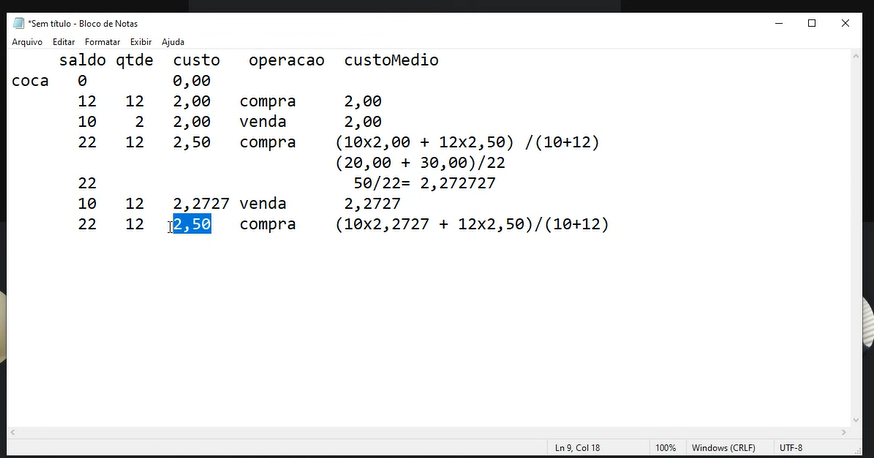 *Sem título - Bloco de Notas
Arquivo Editar Formatar Exibir Ajuda
saldo qtde custo operacao custoMedio
coca 0 0,00
12 12 2,00 compra 2,00
10 2 2,00 venda 2,00
22 12 2,50 compra (10x2,00 + 12x2,50) /(10+12)
(20,00 + 30,00)/22
22 50/22= 2,272727
10 12 2,2727 venda 2,2727
22 12 2,50 compra (10x2,2727 + 12x2,50)/(10+12)
Ln 9, Col 18 100% Windows (CRLF) UTF-8